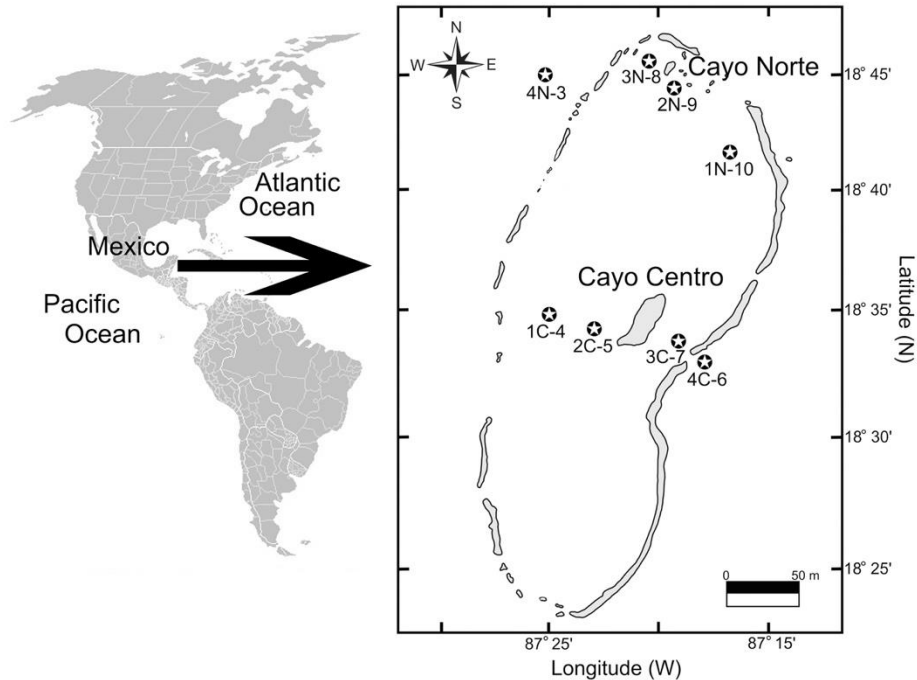 Atlantic
Ocean
Mexico
Pacific
Ocean
N
W
E
S
4N-3
3N-8
Cayo Norte
2N-9
1N-10
Cayo Centro
1C-4
2C-5
3C-7
4C-6
0
50 m
18° 45'
18° 40'
18° 35'
18° 30'
18° 25'
Latitude (N)
87° 25'
87° 20'
87° 15'
Longitude (W)